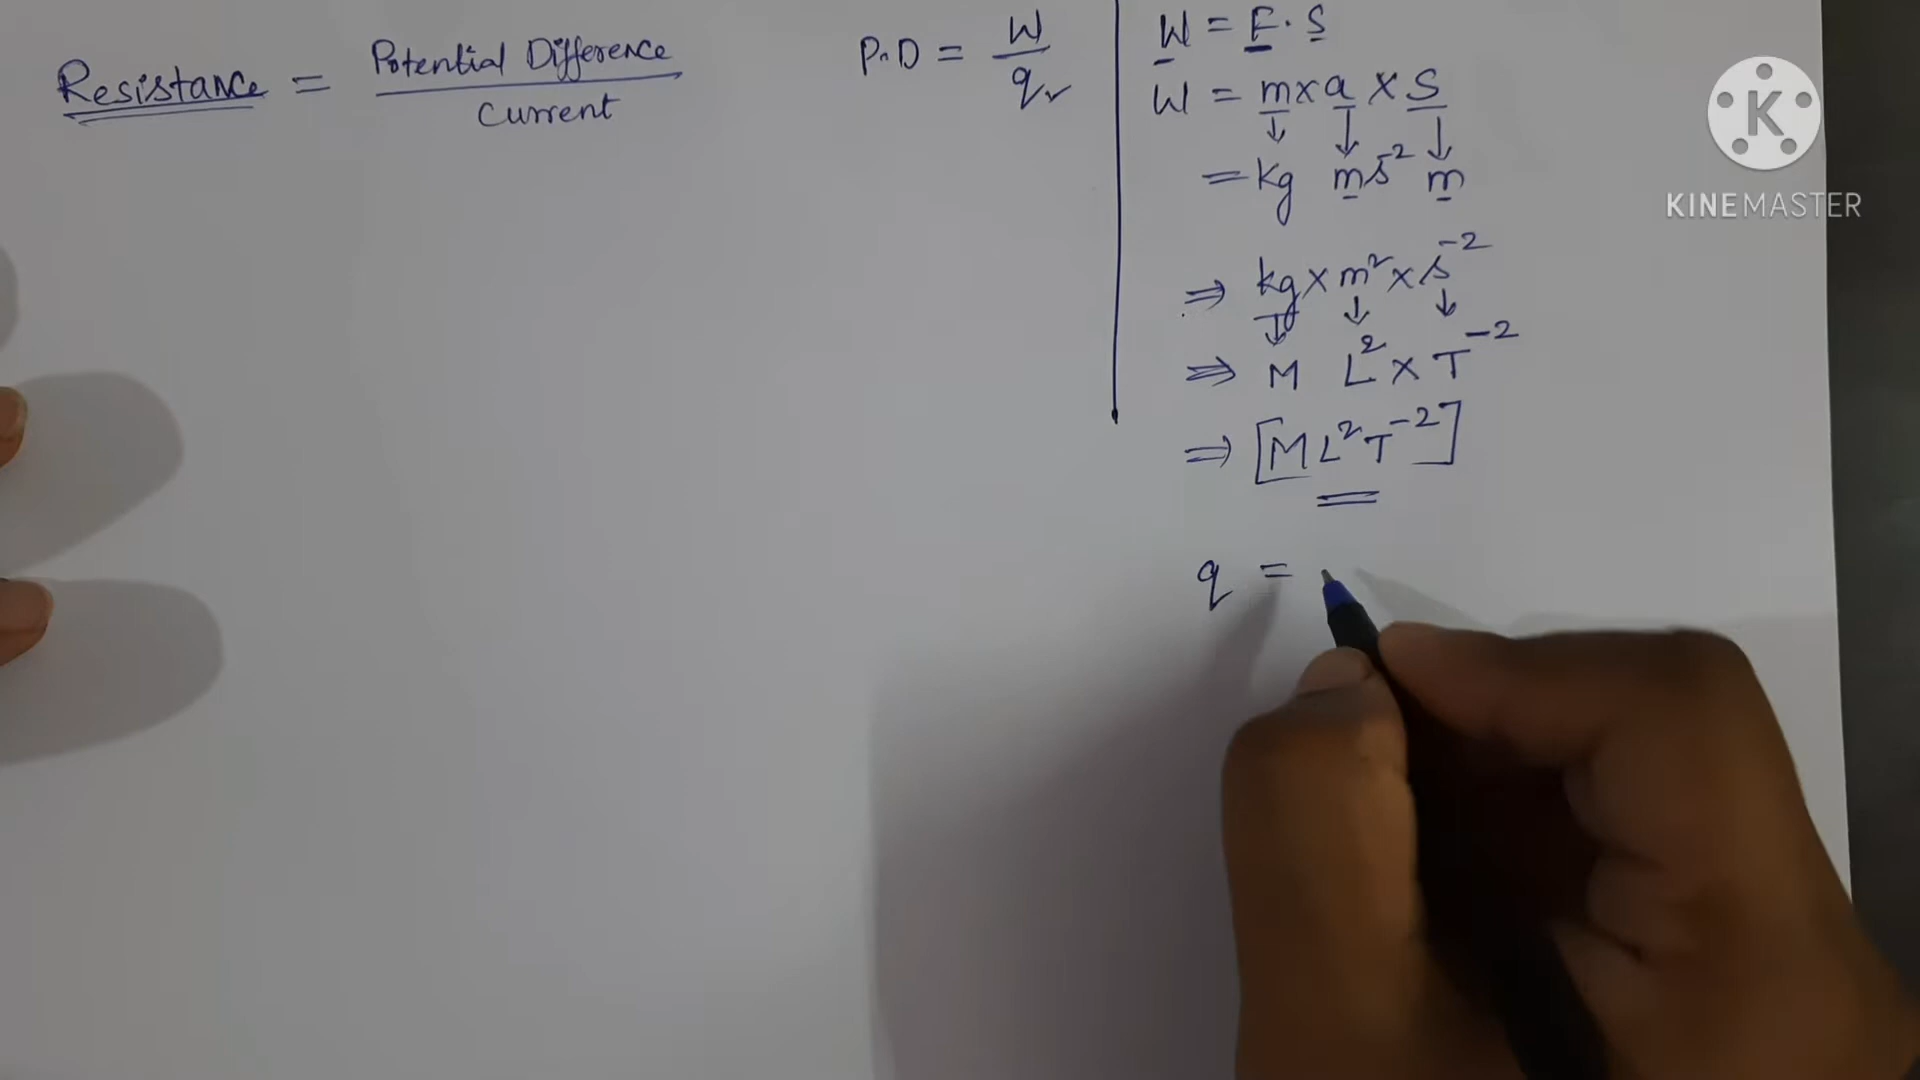 Resistance = Potential Difference / Current
P.D = W / q
W = F . S
W = m x a x S
= kg m s⁻² m
⇒ kg x m² x s⁻²
⇒ M L² x T⁻²
⇒ [M L² T⁻²]
q =
K
KINEMASTER